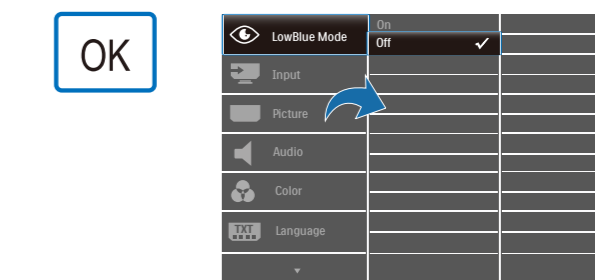 OK
LowBlue Mode
On
Off
Input
Picture
Audio
Color
TXT
Language